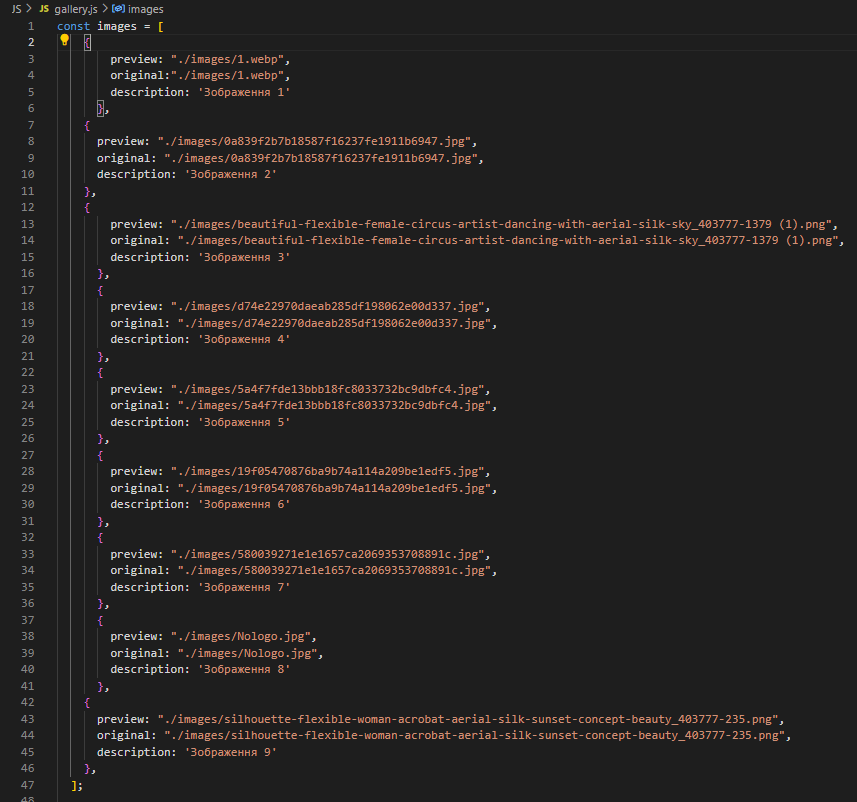 JS > JS gallery.js > images
1 const images = [
2 {
3 preview: "./images/1.webp",
4 original:"./images/1.webp",
5 description: 'Зображення 1'
6 },
7 {
8 preview: "./images/0a839f2b7b18587f16237fe1911b6947.jpg",
9 original: "./images/0a839f2b7b18587f16237fe1911b6947.jpg",
10 description: 'Зображення 2'
11 },
12 {
13 preview: "./images/beautiful-flexible-female-circus-artist-dancing-with-aerial-silk-sky_403777-1379 (1).png",
14 original: "./images/beautiful-flexible-female-circus-artist-dancing-with-aerial-silk-sky_403777-1379 (1).png",
15 description: 'Зображення 3'
16 },
17 {
18 preview: "./images/d74e22970daeab285df198062e00d337.jpg",
19 original: "./images/d74e22970daeab285df198062e00d337.jpg",
20 description: 'Зображення 4'
21 },
22 {
23 preview: "./images/5a4f7fde13bbb18fc8033732bc9dbfc4.jpg",
24 original: "./images/5a4f7fde13bbb18fc8033732bc9dbfc4.jpg",
25 description: 'Зображення 5'
26 },
27 {
28 preview: "./images/19f05470876ba9b74a114a209be1edf5.jpg",
29 original: "./images/19f05470876ba9b74a114a209be1edf5.jpg",
30 description: 'Зображення 6'
31 },
32 {
33 preview: "./images/580039271e1e1657ca2069353708891c.jpg",
34 original: "./images/580039271e1e1657ca2069353708891c.jpg",
35 description: 'Зображення 7'
36 },
37 {
38 preview: "./images/Nologo.jpg",
39 original: "./images/Nologo.jpg",
40 description: 'Зображення 8'
41 },
42 {
43 preview: "./images/silhouette-flexible-woman-acrobat-aerial-silk-sunset-concept-beauty_403777-235.png",
44 original: "./images/silhouette-flexible-woman-acrobat-aerial-silk-sunset-concept-beauty_403777-235.png",
45 description: 'Зображення 9'
46 },
47 ];
48